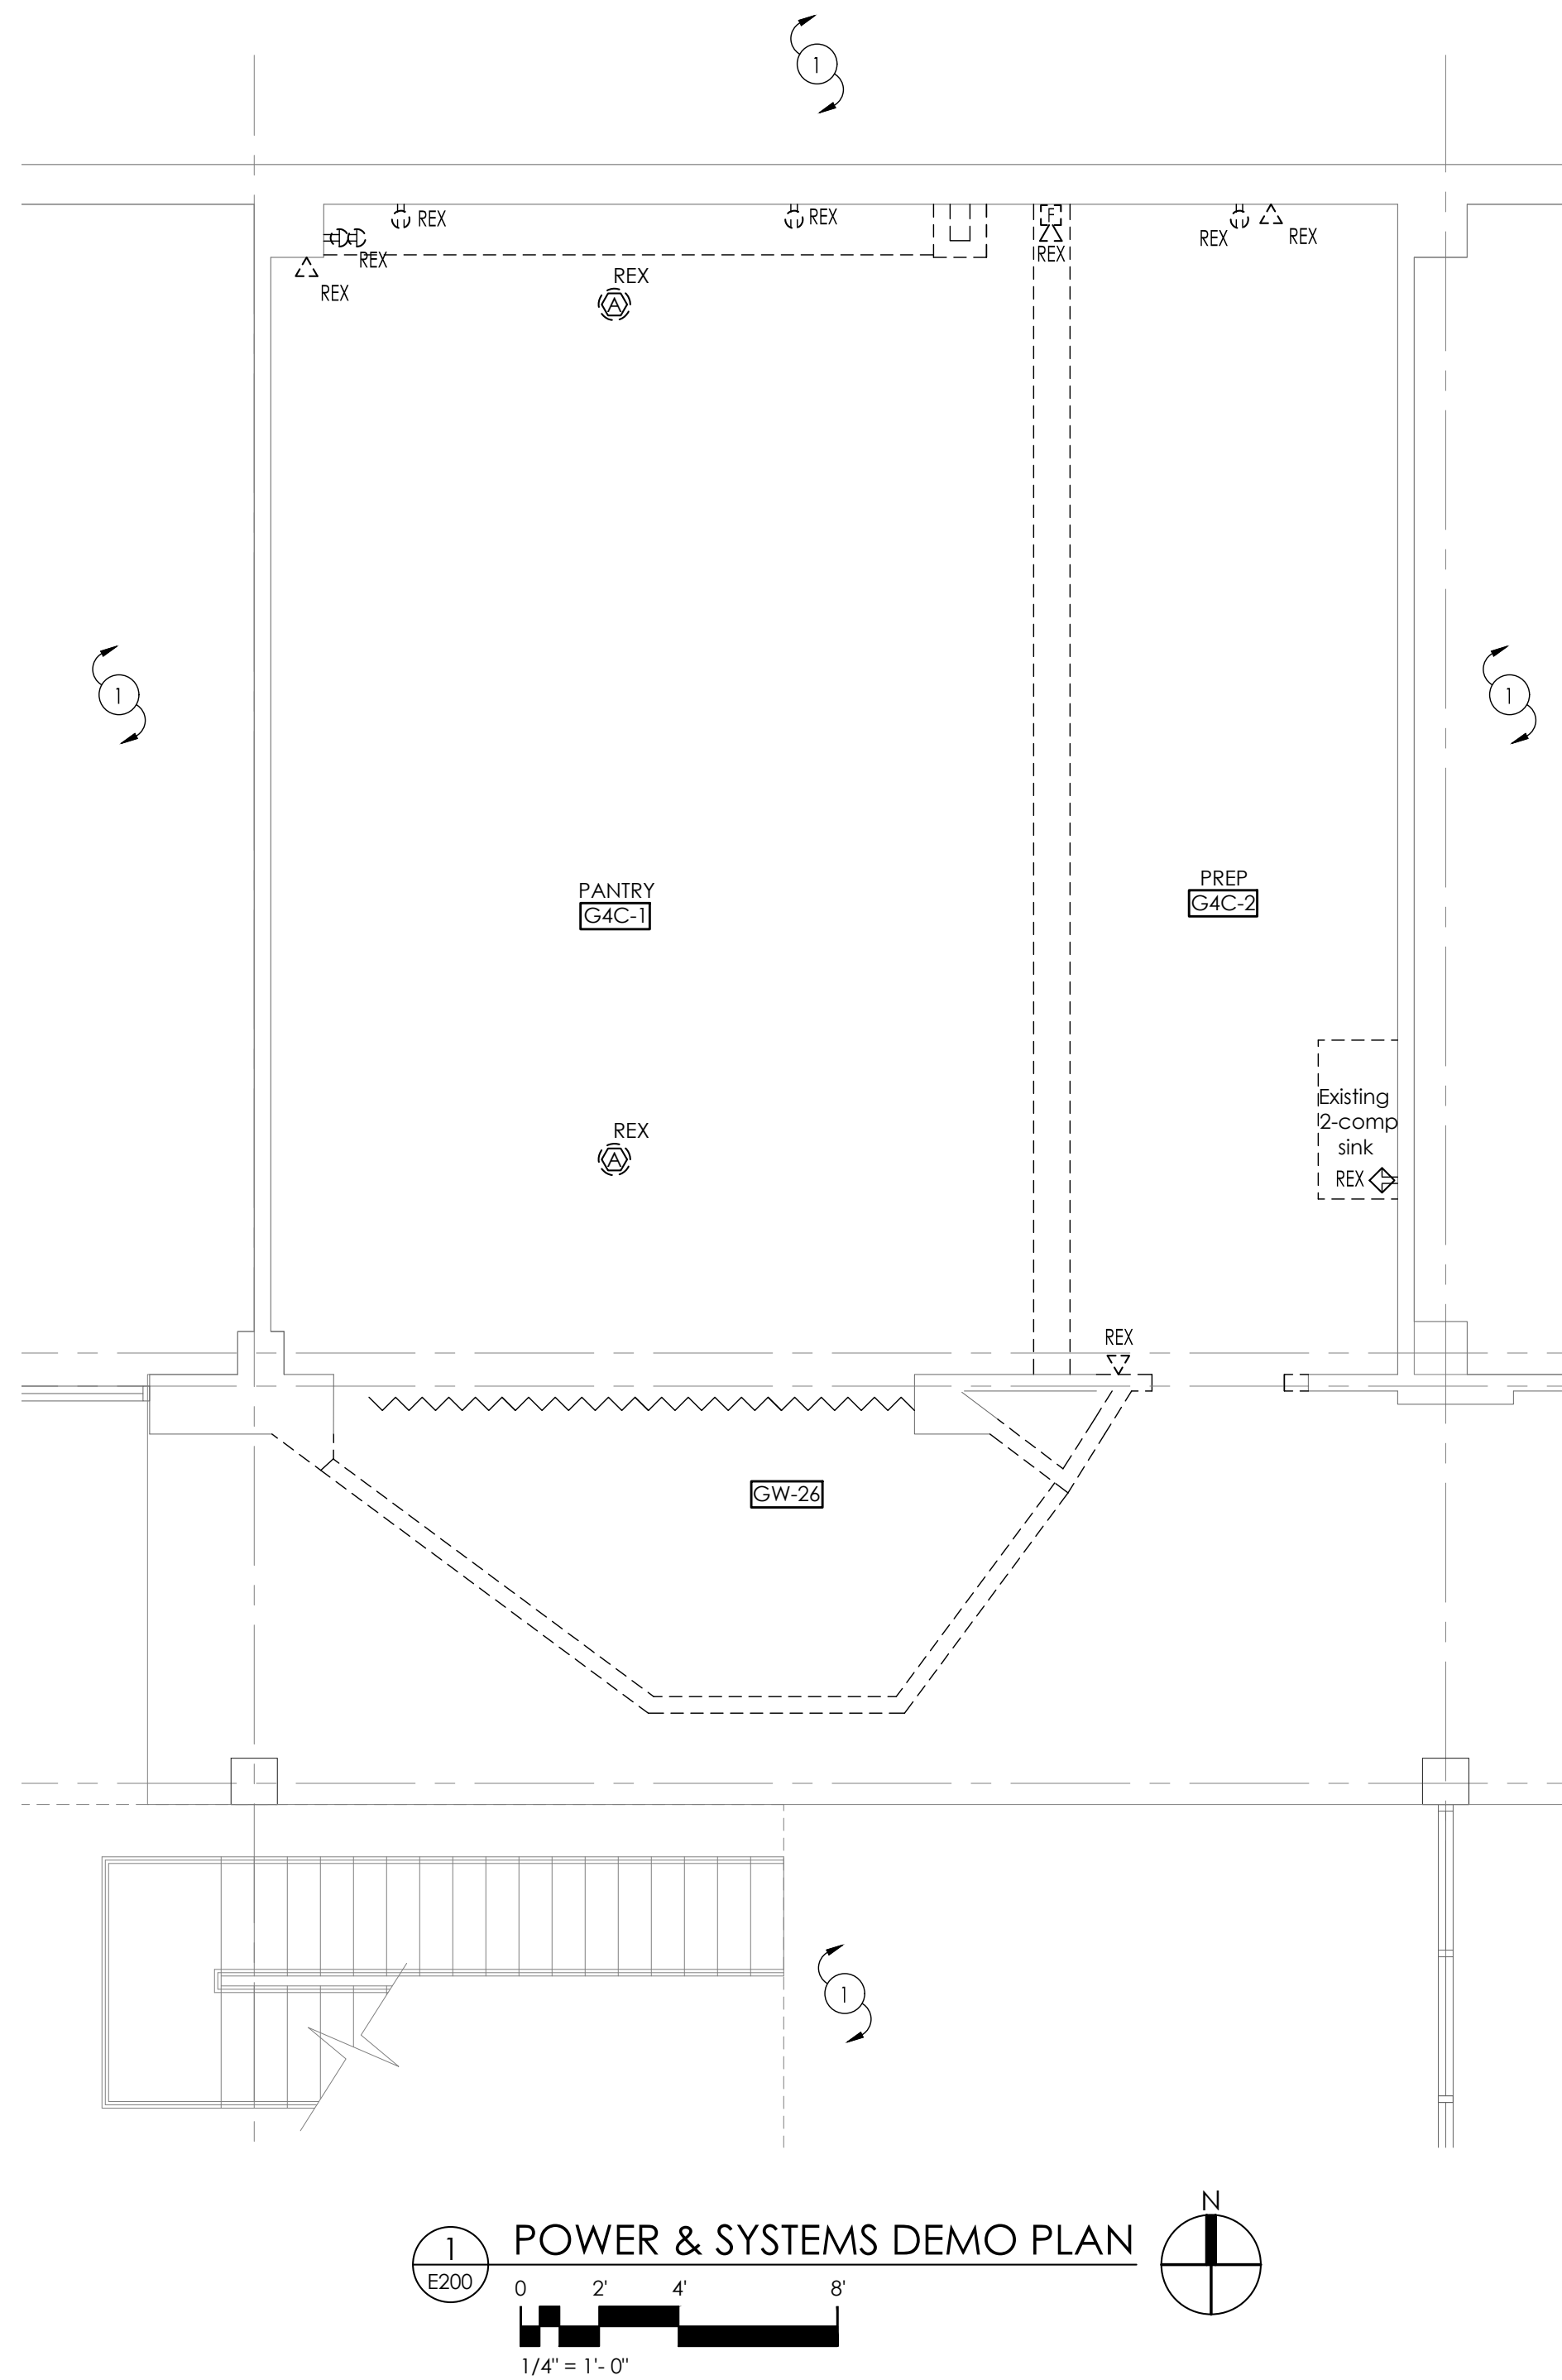 1
REX
REX
F
REX
REX
REX
REX
REX
REX
A
1
1
PANTRY
G4C-1
PREP
G4C-2
Existing
2-comp
sink
REX
REX
A
REX
GW-26
1
N
1
E200
POWER & SYSTEMS DEMO PLAN
0 2' 4' 8'
1/4" = 1'- 0"